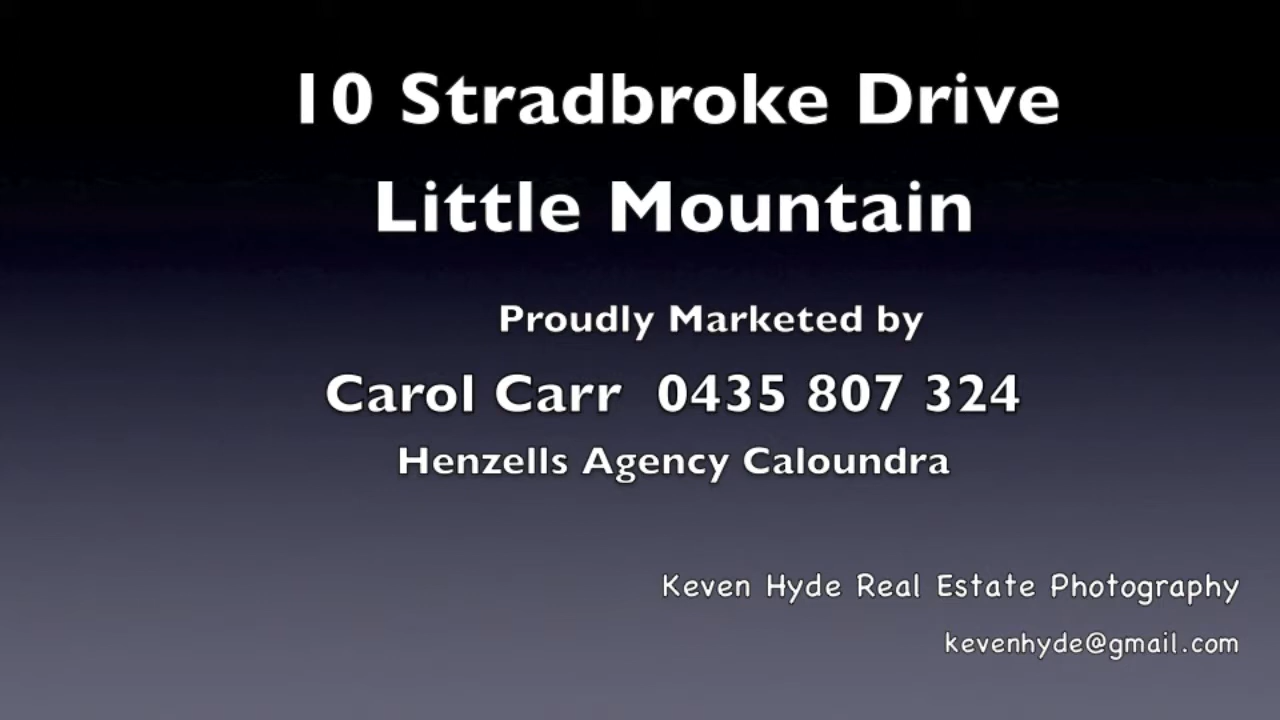 10 Stradbroke Drive
Little Mountain
Proudly Marketed by
Carol Carr  0435 807 324
Henzells Agency Caloundra
Keven Hyde Real Estate Photography
kevenhyde@gmail.com